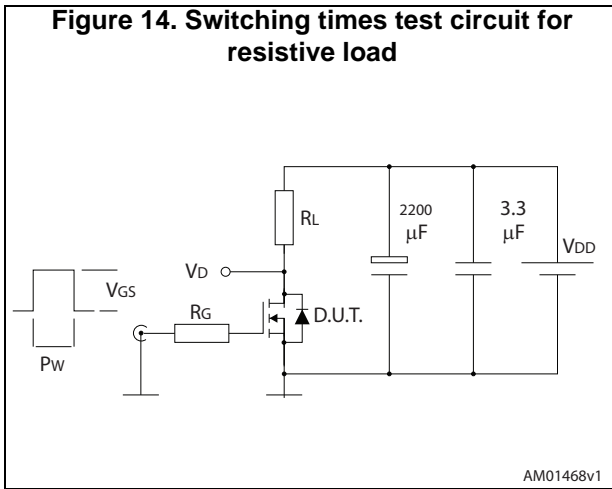 Figure 14. Switching times test circuit for
resistive load
RL
2200
μF
3.3
μF
VDD
VD
VGS
RG
D.U.T.
PW
AM01468v1